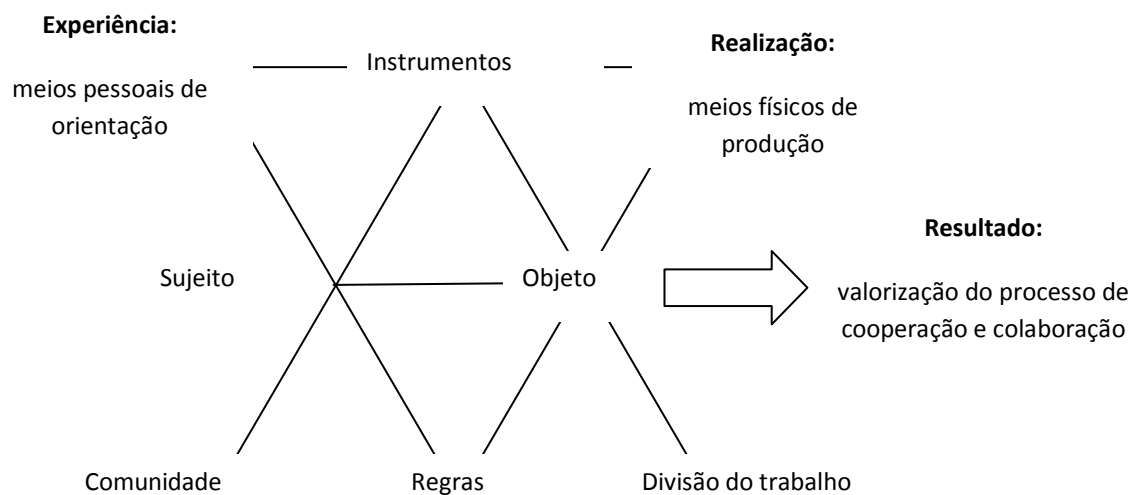 Experiência:
meios pessoais de
orientação
Instrumentos
Realização:
meios físicos de
produção
Sujeito
Objeto
Resultado:
valorização do processo de
cooperação e colaboração
Comunidade
Regras
Divisão do trabalho